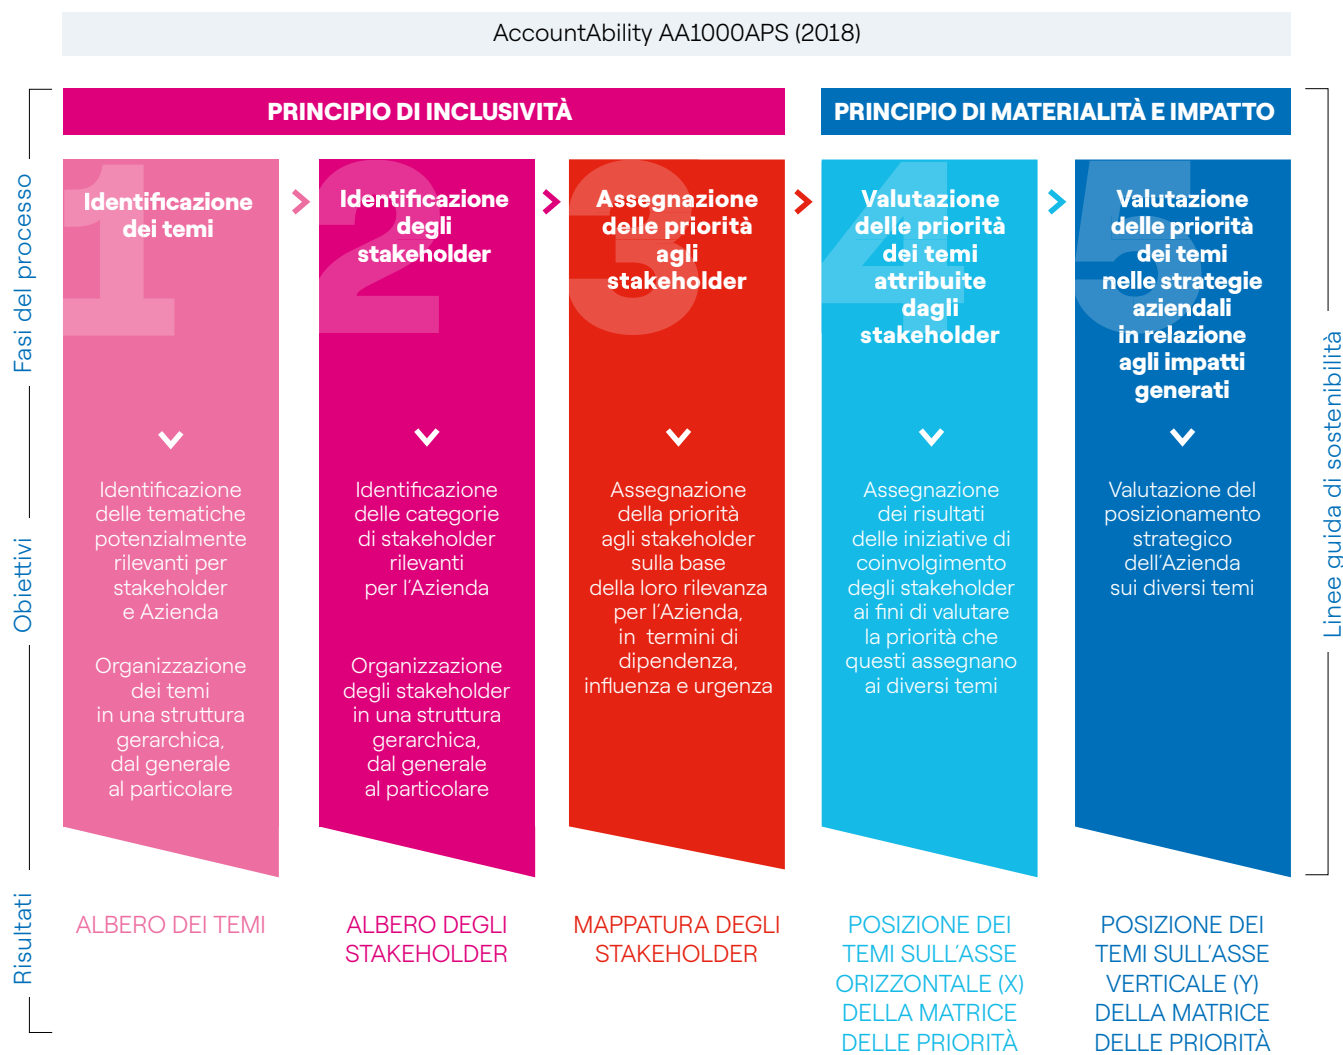 AccountAbility AA1000APS (2018)
PRINCIPIO DI INCLUSIVITÀ
PRINCIPIO DI MATERIALITÀ E IMPATTO
Fasi del processo
1
Identificazione
dei temi
2
Identificazione
degli
stakeholder
3
Assegnazione
delle priorità
agli
stakeholder
4
Valutazione
delle priorità
dei temi
attribuite
dagli
stakeholder
5
Valutazione
delle priorità
dei temi
nelle strategie
aziendali
in relazione
agli impatti
generati
Obiettivi
Identificazione
delle tematiche
potenzialmente
rilevanti per
stakeholder
e Azienda
Organizzazione
dei temi
in una struttura
gerarchica,
dal generale
al particolare
Identificazione
delle categorie
di stakeholder
rilevanti
per l'Azienda
Organizzazione
degli stakeholder
in una struttura
gerarchica,
dal generale
al particolare
Assegnazione
della priorità
agli stakeholder
sulla base
della loro rilevanza
per l'Azienda,
in termini di
dipendenza,
influenza e urgenza
Assegnazione
dei risultati
delle iniziative di
coinvolgimento
degli stakeholder
ai fini di valutare
la priorità che
questi assegnano
ai diversi temi
Valutazione del
posizionamento
strategico
dell'Azienda
sui diversi temi
Linee guida di sostenibilità
Risultati
ALBERO DEI TEMI
ALBERO DEGLI
STAKEHOLDER
MAPPATURA DEGLI
STAKEHOLDER
POSIZIONE DEI
TEMI SULL'ASSE
ORIZZONTALE (X)
DELLA MATRICE
DELLE PRIORITÀ
POSIZIONE DEI
TEMI SULL'ASSE
VERTICALE (Y)
DELLA MATRICE
DELLE PRIORITÀ